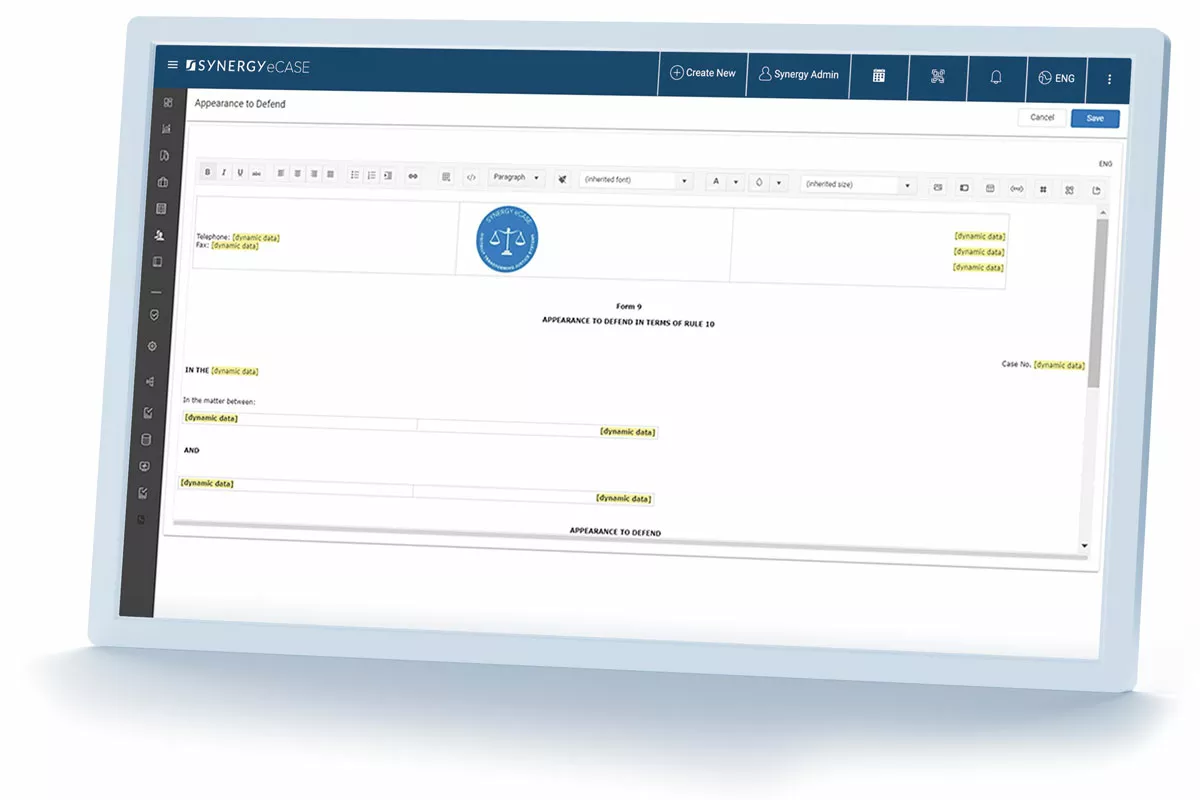 SYNERGY eCASE
Create New
Synergy Admin
ENG
Appearance to Defend
Cancel
Save
ENG
B I U abc
Paragraph
(inherited font)
A
(inherited size)
Telephone: [dynamic data]
Fax: [dynamic data]
SYNERGY eCASE
[dynamic data]
[dynamic data]
[dynamic data]
Form 9
APPEARANCE TO DEFEND IN TERMS OF RULE 10
Case No. [dynamic data]
IN THE [dynamic data]
In the matter between:
[dynamic data] [dynamic data]
AND
[dynamic data] [dynamic data]
APPEARANCE TO DEFEND